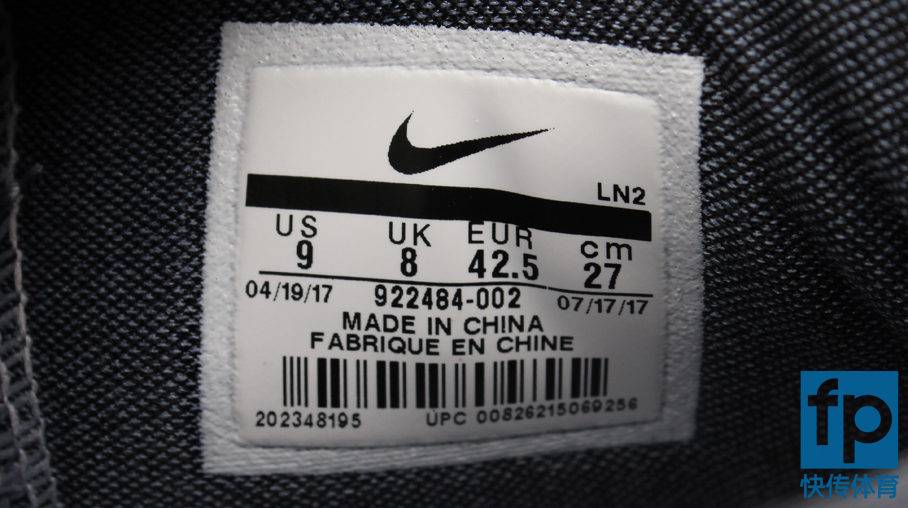 LN2
US UK EUR cm
9 8 42.5 27
04/19/17 922484-002 07/17/17
MADE IN CHINA
FABRIQUE EN CHINE
202348195 UPC 00826215069256
fp
快传体育